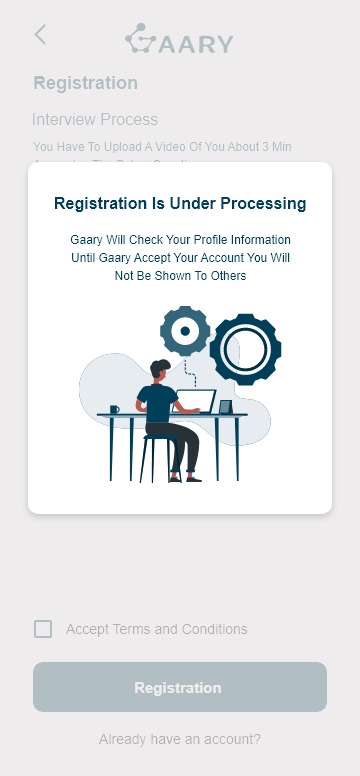 GAARY
Registration
Interview Process
You Have To Upload A Video Of You About 3 Min
Registration Is Under Processing
Gaary Will Check Your Profile Information
Until Gaary Accept Your Account You Will
Not Be Shown To Others
Accept Terms and Conditions
Registration
Already have an account?